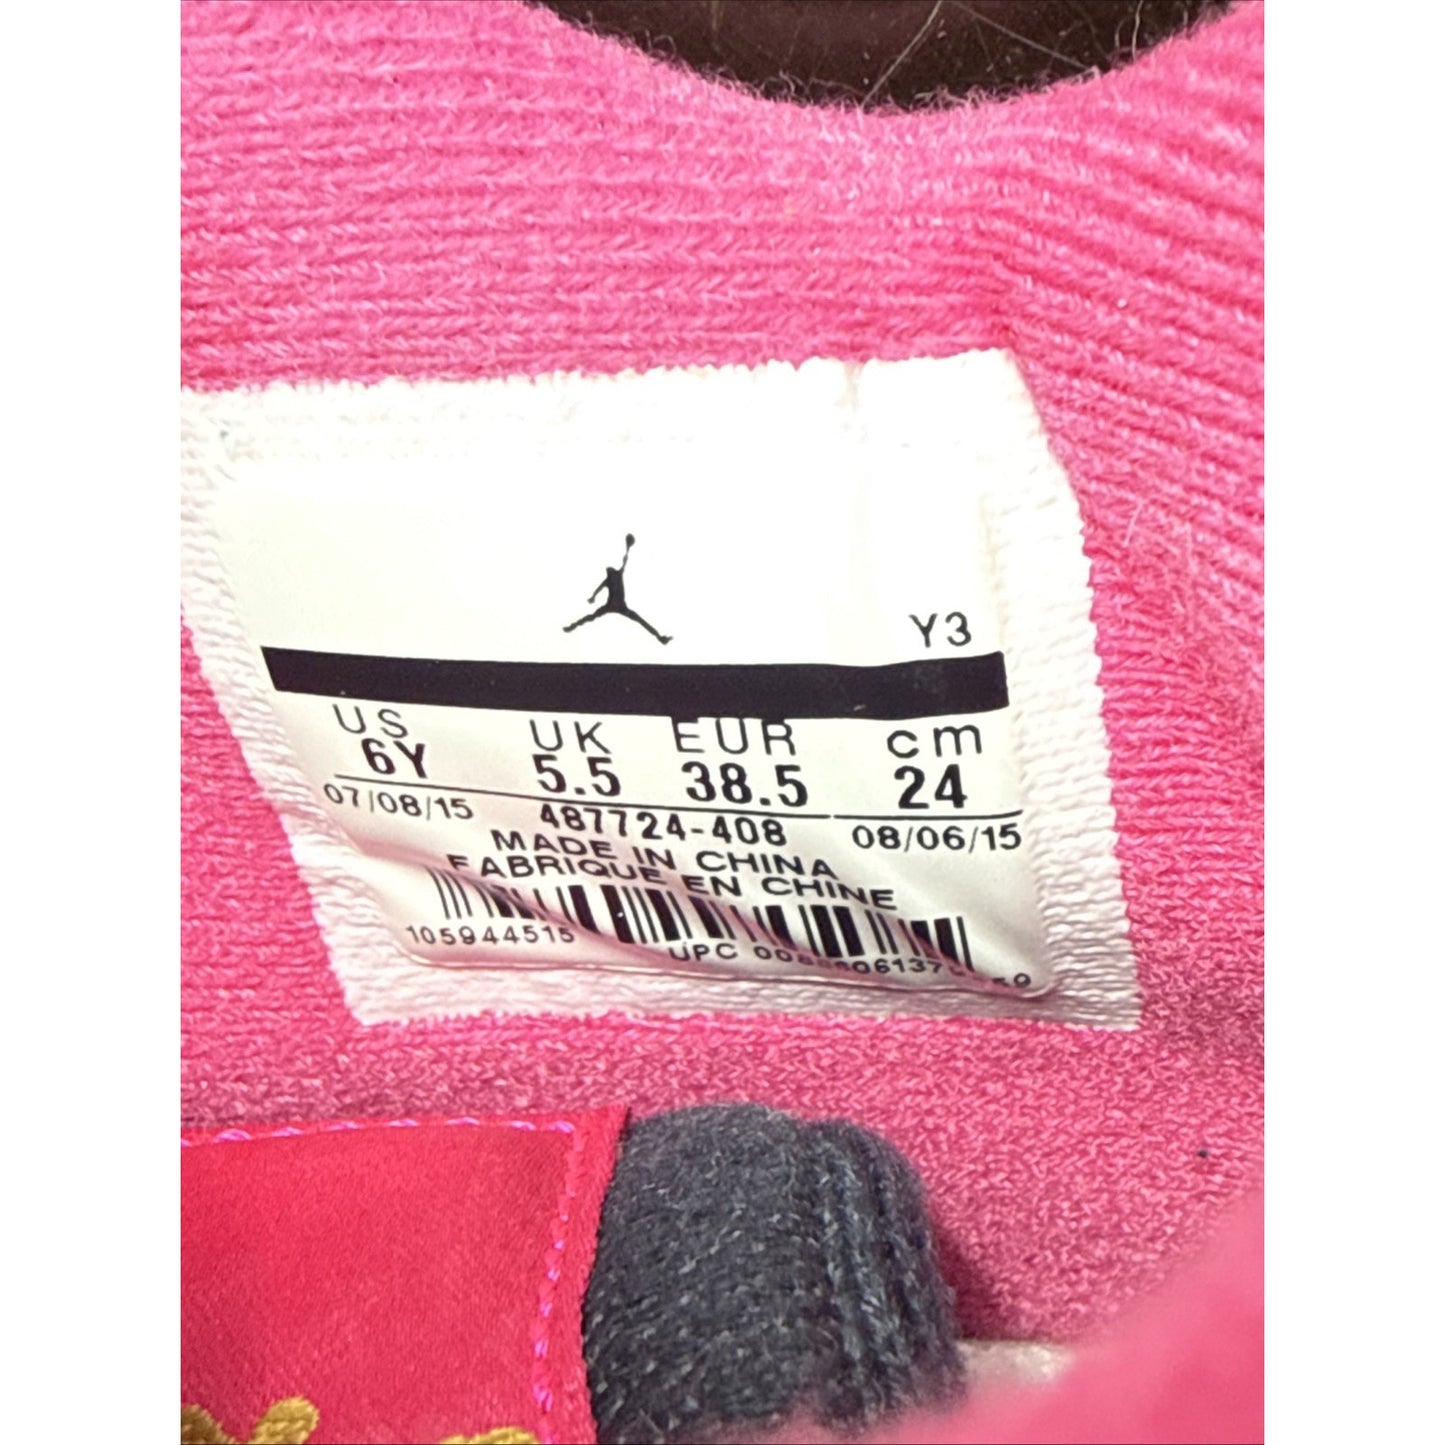 Y3
US UK EUR cm
6Y 5.5 38.5 24
07/08/15 487724-408 08/06/15
MADE IN CHINA
FABRIQUE EN CHINE
105944515 UPC